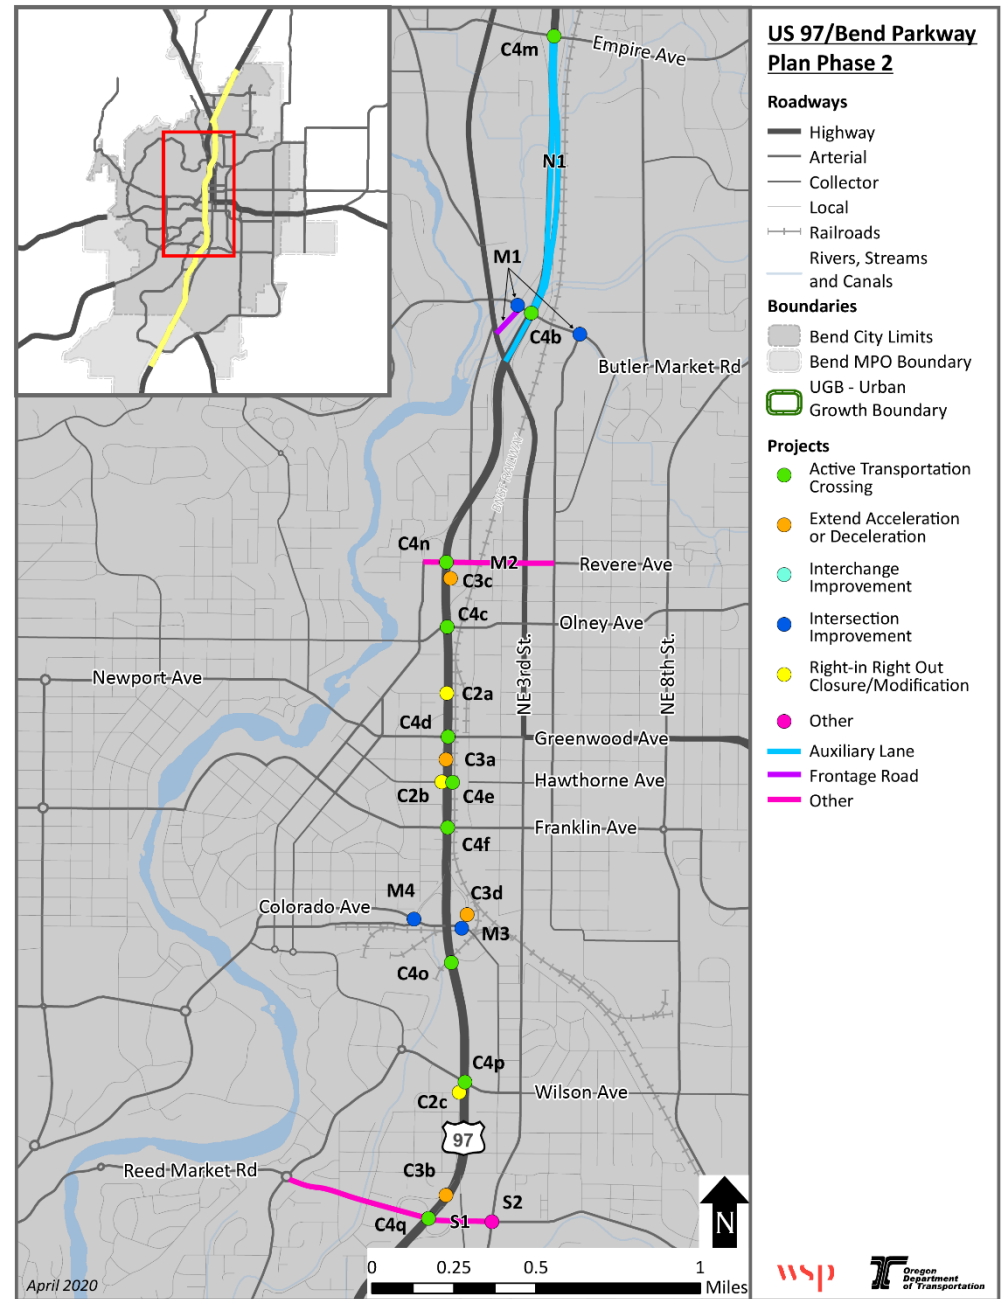 US 97/Bend Parkway
Plan Phase 2
Roadways
Highway
Arterial
Collector
Local
Railroads
Rivers, Streams
and Canals
Boundaries
Bend City Limits
Bend MPO Boundary
UGB - Urban
Growth Boundary
Projects
Active Transportation
Crossing
Extend Acceleration
or Deceleration
Interchange
Improvement
Intersection
Improvement
Right-in Right Out
Closure/Modification
Other
Auxiliary Lane
Frontage Road
Other
C4m
Empire Ave
N1
M1
C4b
Butler Market Rd
BNSF RAILWAY
C4n
M2
Revere Ave
C3c
C4c
Olney Ave
NE 3rd St.
NE 8th St.
Newport Ave
C2a
C4d
Greenwood Ave
C3a
Hawthorne Ave
C2b
C4e
Franklin Ave
C4f
M4
C3d
Colorado Ave
M3
C4o
C4p
Wilson Ave
C2c
97
C3b
Reed Market Rd
S2
C4q
S1
N
0 0.25 0.5 1
Miles
April 2020
wsp
Oregon
Department
of Transportation